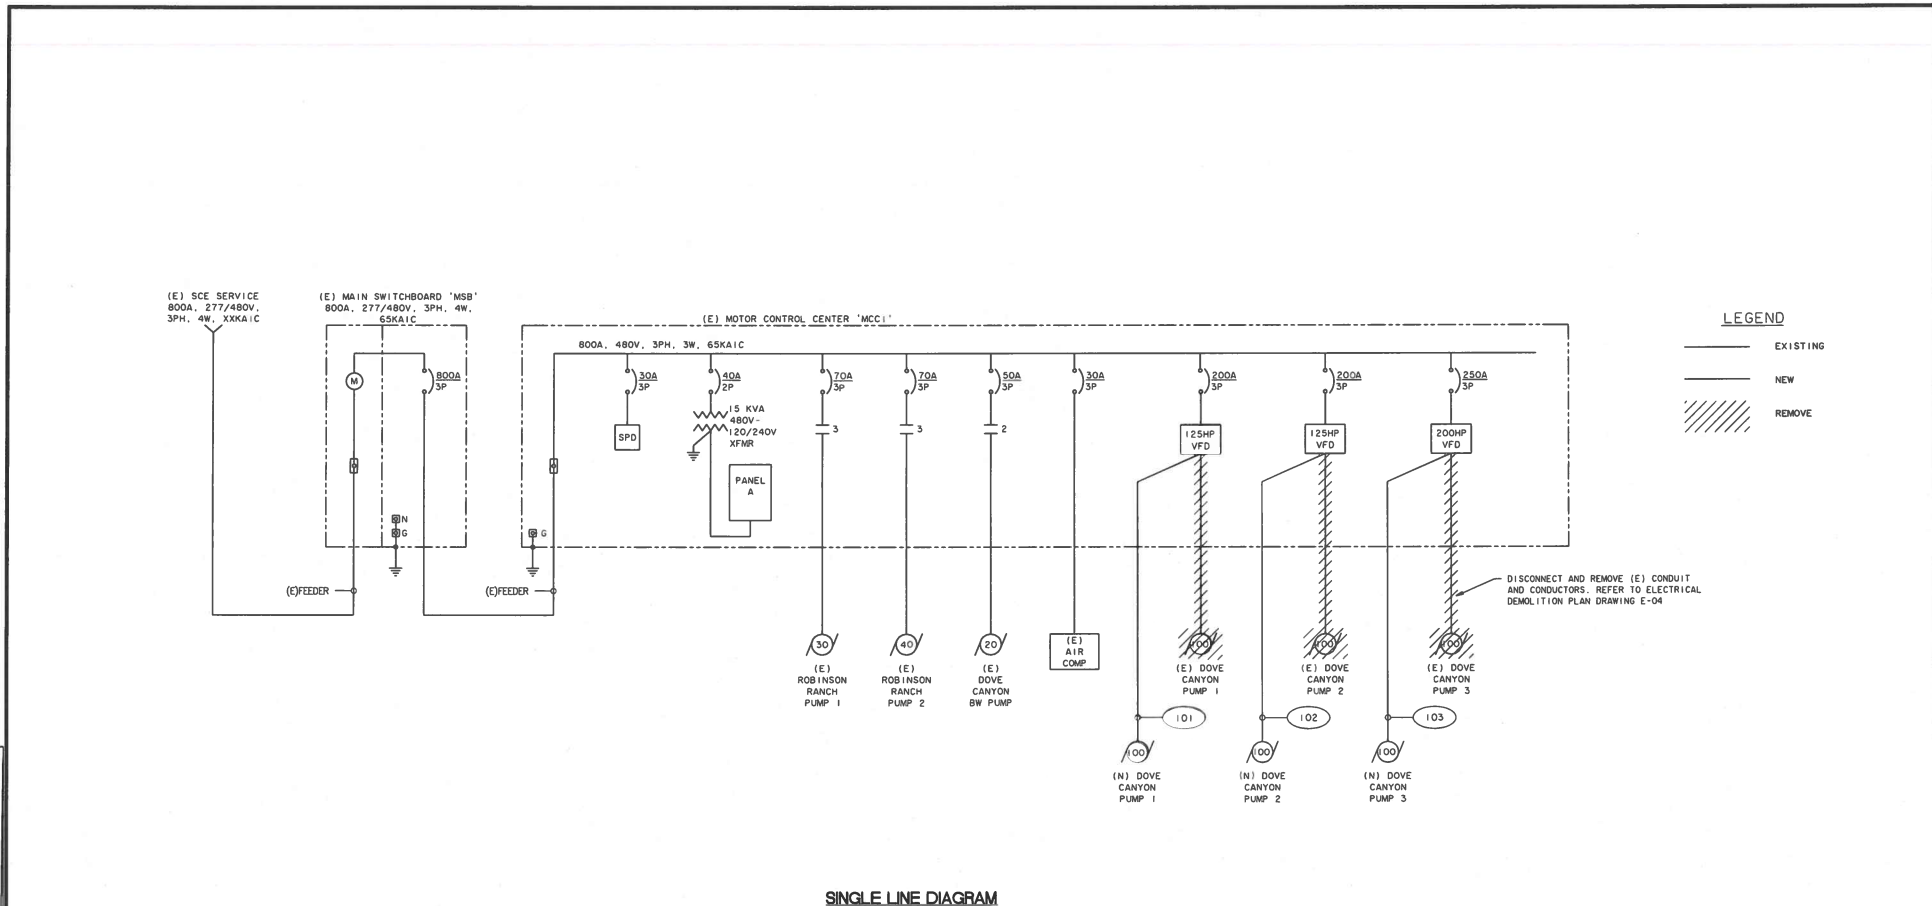 (E) SCE SERVICE
800A, 277/480V,
3PH, 4W, XXKAIC
(E) MAIN SWITCHBOARD 'MSB'
800A, 277/480V, 3PH, 4W,
65KAIC
(E) MOTOR CONTROL CENTER 'MCC1'
800A, 480V, 3PH, 3W, 65KAIC
M
800A
3P
N
G
(E)FEEDER
G
(E)FEEDER
30A
3P
SPD
40A
2P
15 KVA
480V-
120/240V
XFMR
PANEL
A
70A
3P
3
30
(E)
ROBINSON
RANCH
PUMP 1
70A
3P
3
40
(E)
ROBINSON
RANCH
PUMP 2
50A
3P
2
20
(E)
DOVE
CANYON
BW PUMP
30A
3P
(E)
AIR
COMP
200A
3P
125HP
VFD
100
(E) DOVE
CANYON
PUMP 1
101
100
(N) DOVE
CANYON
PUMP 1
200A
3P
125HP
VFD
100
(E) DOVE
CANYON
PUMP 2
102
100
(N) DOVE
CANYON
PUMP 2
250A
3P
200HP
VFD
100
(E) DOVE
CANYON
PUMP 3
103
100
(N) DOVE
CANYON
PUMP 3
DISCONNECT AND REMOVE (E) CONDUIT
AND CONDUCTORS. REFER TO ELECTRICAL
DEMOLITION PLAN DRAWING E-04
LEGEND
EXISTING
NEW
REMOVE
SINGLE LINE DIAGRAM